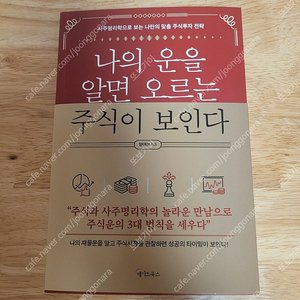 사주명리학으로 보는 나만의 맞춤 주식투자 전략
나의 운을
알면 오르는
주식이 보인다
"주식과 사주명리학의 놀라운 만남으로
주식운의 3대 법칙을 세우다"
나의 재물운을 알고 주식시장을 관찰하면 성공의 타이밍이 보인다!
cafe.naver.com/joonggonara